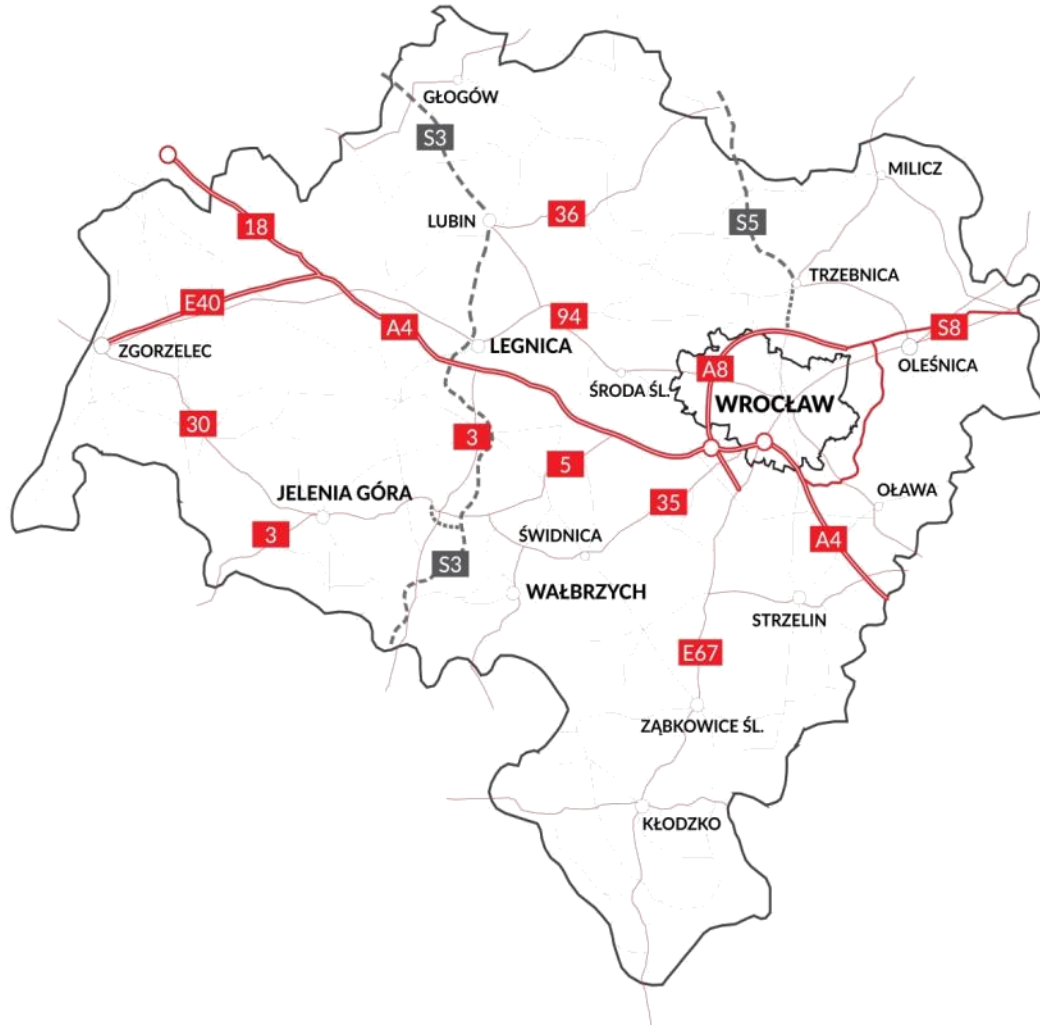 GŁOGÓW
S3
MILICZ
36
LUBIN
S5
18
TRZEBNICA
E40
94
A4
S8
ZGORZELEC
LEGNICA
OLEŚNICA
A8
ŚRODA ŚL.
WROCŁAW
30
3
5
JELENIA GÓRA
35
OŁAWA
3
ŚWIDNICA
A4
S3
WAŁBRZYCH
STRZELIN
E67
ZĄBKOWICE ŚL.
KŁODZKO